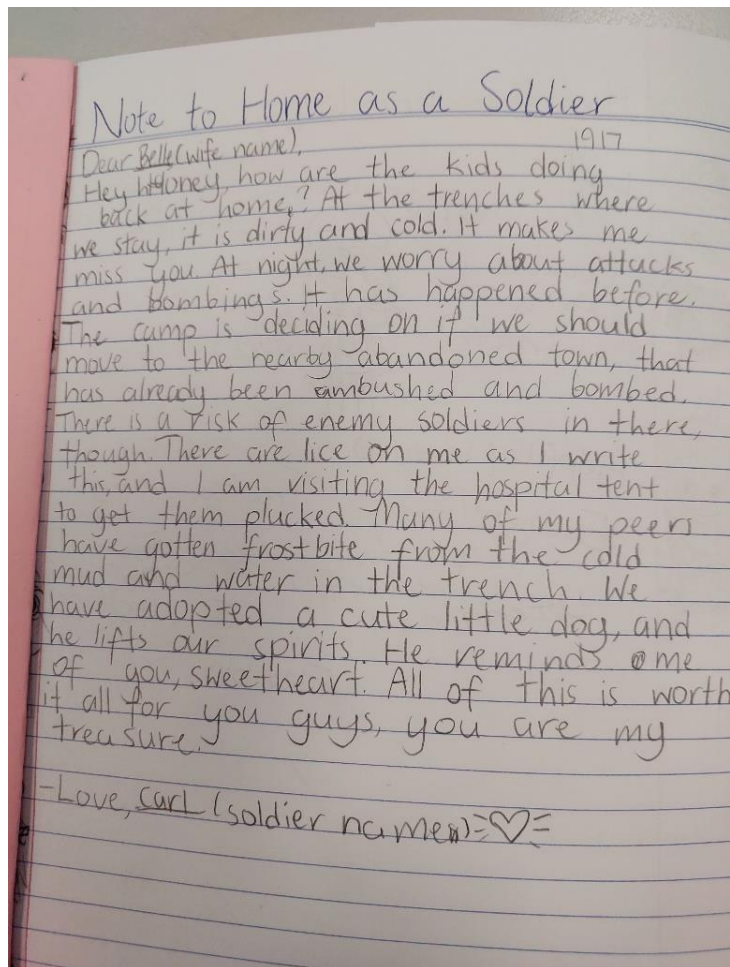 Note to Home as a Soldier
1917
Dear Belle (wife name),
Hey Honey, how are the kids doing
back at home,? At the trenches where
we stay, it is dirty and cold. It makes me
miss you. At night, we worry about attacks
and bombings. It has happened before.
The camp is deciding on if we should
move to the nearby abandoned town, that
has already been ambushed and bombed.
There is a risk of enemy soldiers in there,
though. There are lice on me as I write
this, and I am visiting the hospital tent
to get them plucked. Many of my peers
have gotten frostbite from the cold
mud and water in the trench. We
have adopted a cute little dog, and
he lifts our spirits. He reminds me
of you, sweetheart. All of this is worth
it all for you guys, you are my
treasure.
-Love, Carl (soldier name)